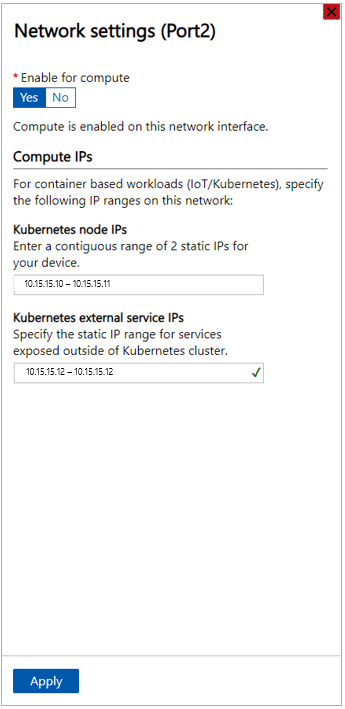 Network settings (Port2)
* Enable for compute
Yes No
Compute is enabled on this network interface.
Compute IPs
For container based workloads (IoT/Kubernetes), specify
the following IP ranges on this network:
Kubernetes node IPs
Enter a contiguous range of 2 static IPs for
your device.
10.15.15.10 – 10.15.15.11
Kubernetes external service IPs
Specify the static IP range for services
exposed outside of Kubernetes cluster.
10.15.15.12 – 10.15.15.12
Apply